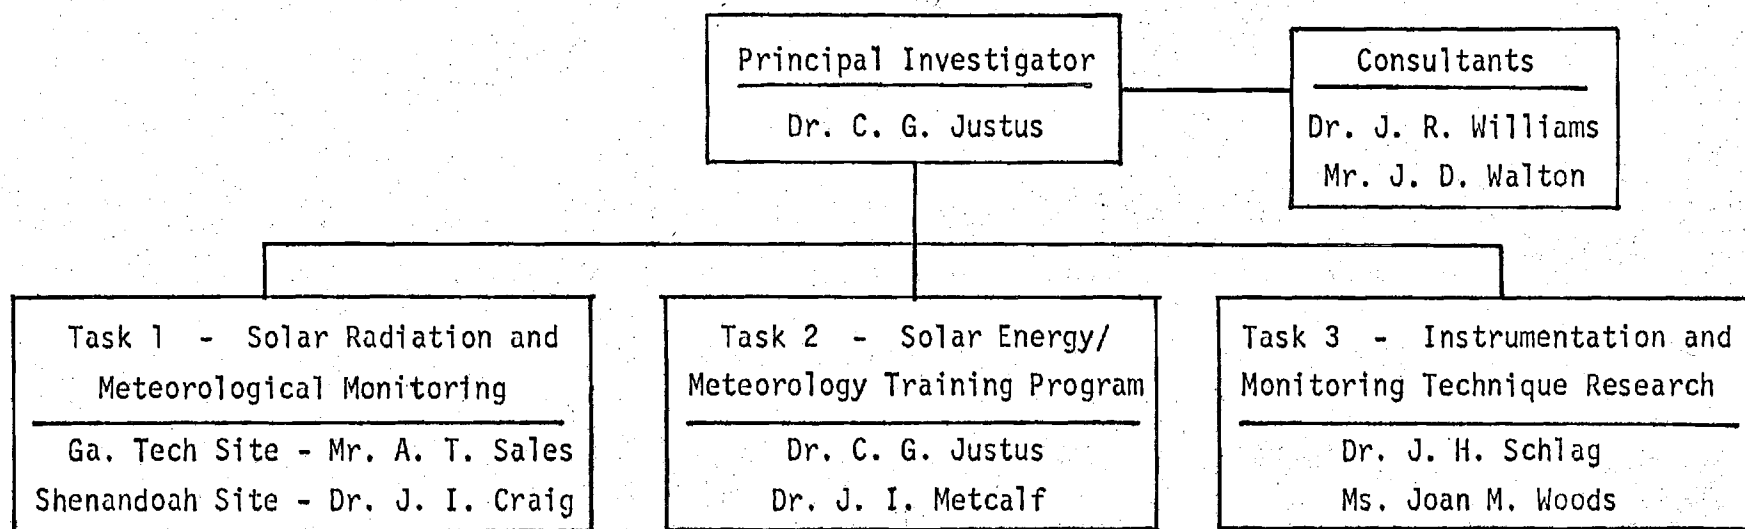 Principal Investigator
Dr. C. G. Justus
Consultants
Dr. J. R. Williams
Mr. J. D. Walton
Task 1 - Solar Radiation and
Meteorological Monitoring
Ga. Tech Site - Mr. A. T. Sales
Shenandoah Site - Dr. J. I. Craig
Task 2 - Solar Energy/
Meteorology Training Program
Dr. C. G. Justus
Dr. J. I. Metcalf
Task 3 - Instrumentation and
Monitoring Technique Research
Dr. J. H. Schlag
Ms. Joan M. Woods